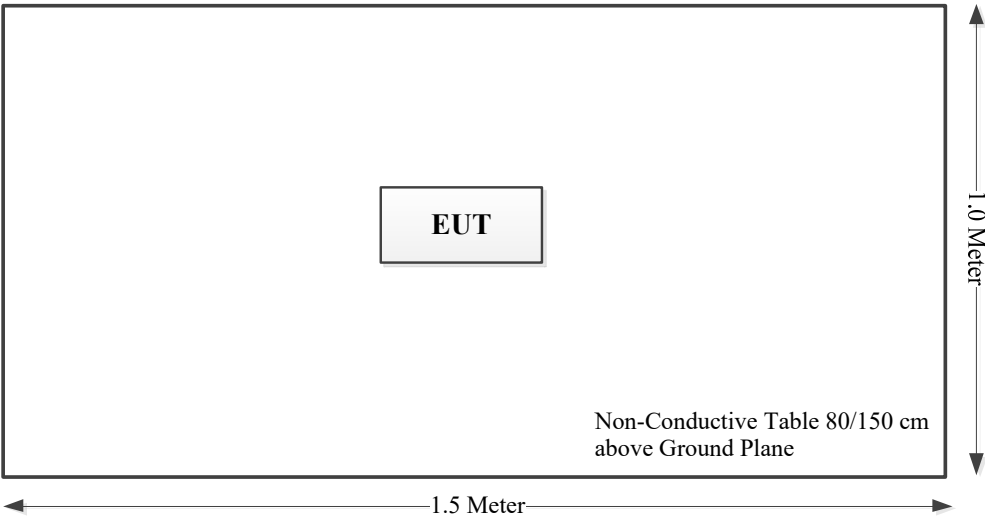 EUT
1.0 Meter
Non-Conductive Table 80/150 cm
above Ground Plane
1.5 Meter